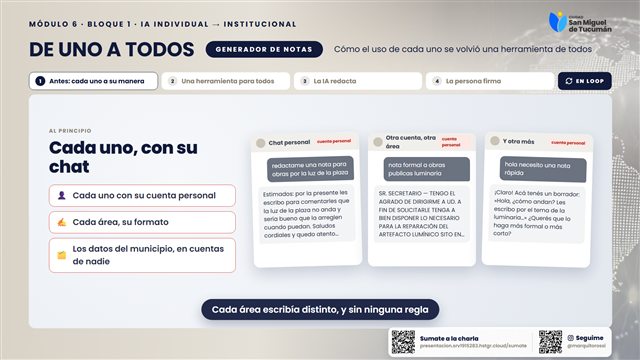 MÓDULO 6 · BLOQUE 1 · IA INDIVIDUAL → INSTITUCIONAL
Ciudad
San Miguel
de Tucumán
DE UNO A TODOS
GENERADOR DE NOTAS
Cómo el uso de cada uno se volvió una herramienta de todos
1 Antes: cada uno a su manera
2 Una herramienta para todos
3 La IA redacta
4 La persona firma
EN LOOP
AL PRINCIPIO
Cada uno, con su
chat
Cada uno con su cuenta personal
Cada área, su formato
Los datos del municipio, en cuentas
de nadie
Chat personal
cuenta personal
redactame una nota para
obras por la luz de la plaza
Estimados: por la presente les
escribo para comentarles que
la luz de la plaza no anda y
sería bueno que la arreglen
cuando puedan. Saludos
cordiales y quedo atento...
Otra cuenta, otra
área
cuenta
personal
nota formal a obras
publicas luminaria
SR. SECRETARIO — TENGO EL
AGRADO DE DIRIGIRME A UD. A
FIN DE SOLICITARLE TENGA A
BIEN DISPONER LO NECESARIO
PARA LA REPARACIÓN DEL
ARTEFACTO LUMÍNICO SITO EN...
Y otra más
cuenta personal
hola necesito una nota
rápida
¡Claro! Acá tenés un borrador:
«Hola, ¿cómo andan? Les
escribo por el tema de la
luminaria...» ¿Querés que lo
haga más formal o más
corto?
Cada área escribía distinto, y sin ninguna regla
Sumate a la charla
presentacion.srv1915283.hstgr.cloud/sumate
Seguime
@marquitorossi